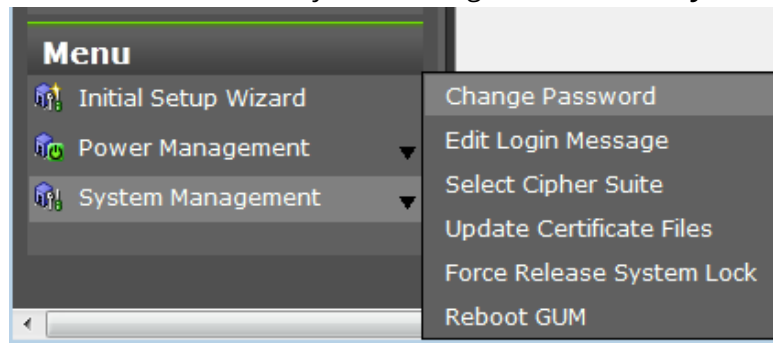 Menu
Initial Setup Wizard
Power Management
System Management
Change Password
Edit Login Message
Select Cipher Suite
Update Certificate Files
Force Release System Lock
Reboot GUM